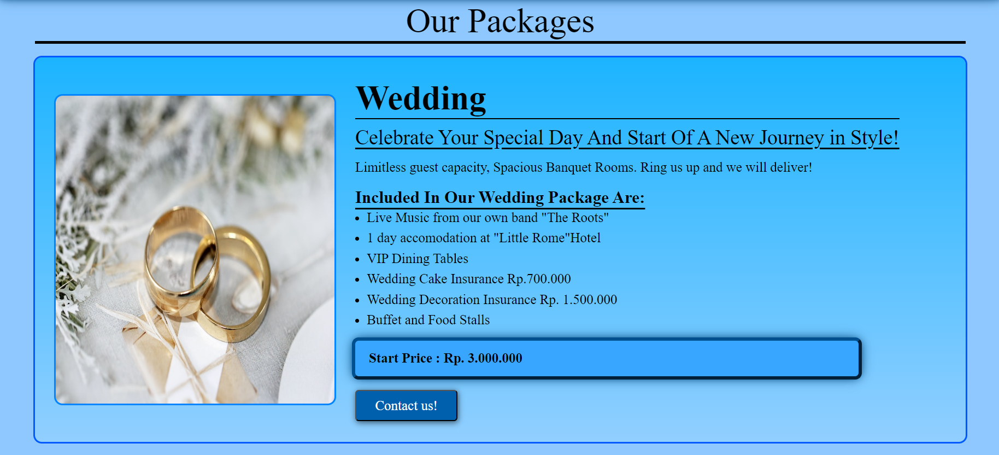 Our Packages
Wedding
Celebrate Your Special Day And Start Of A New Journey in Style!
Limitless guest capacity, Spacious Banquet Rooms. Ring us up and we will deliver!
Included In Our Wedding Package Are:
• Live Music from our own band "The Roots"
• 1 day accomodation at "Little Rome"Hotel
• VIP Dining Tables
• Wedding Cake Insurance Rp.700.000
• Wedding Decoration Insurance Rp. 1.500.000
• Buffet and Food Stalls
Start Price : Rp. 3.000.000
Contact us!